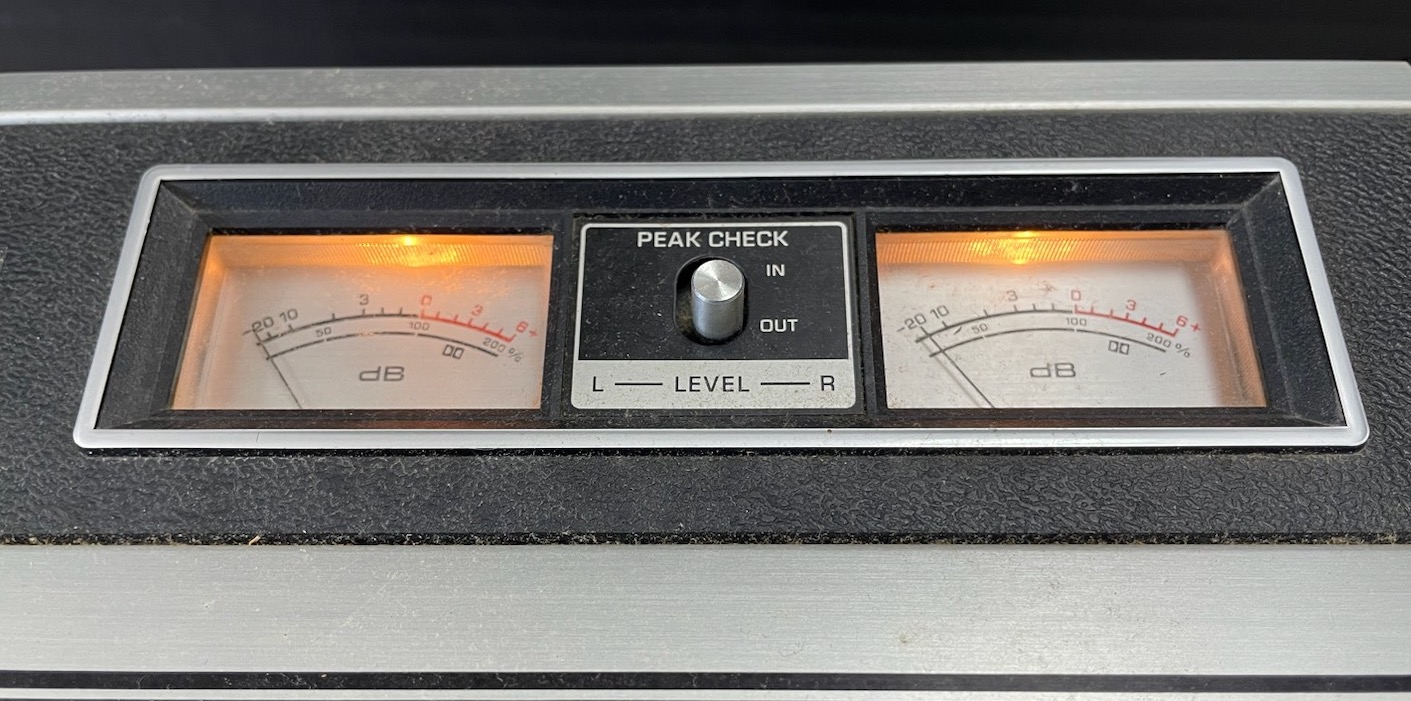 -20 10 3 0 3 6+
50 100 200 %
dB
PEAK CHECK
IN
OUT
L — LEVEL — R
-20 10 3 0 3 6+
50 100 200 %
dB